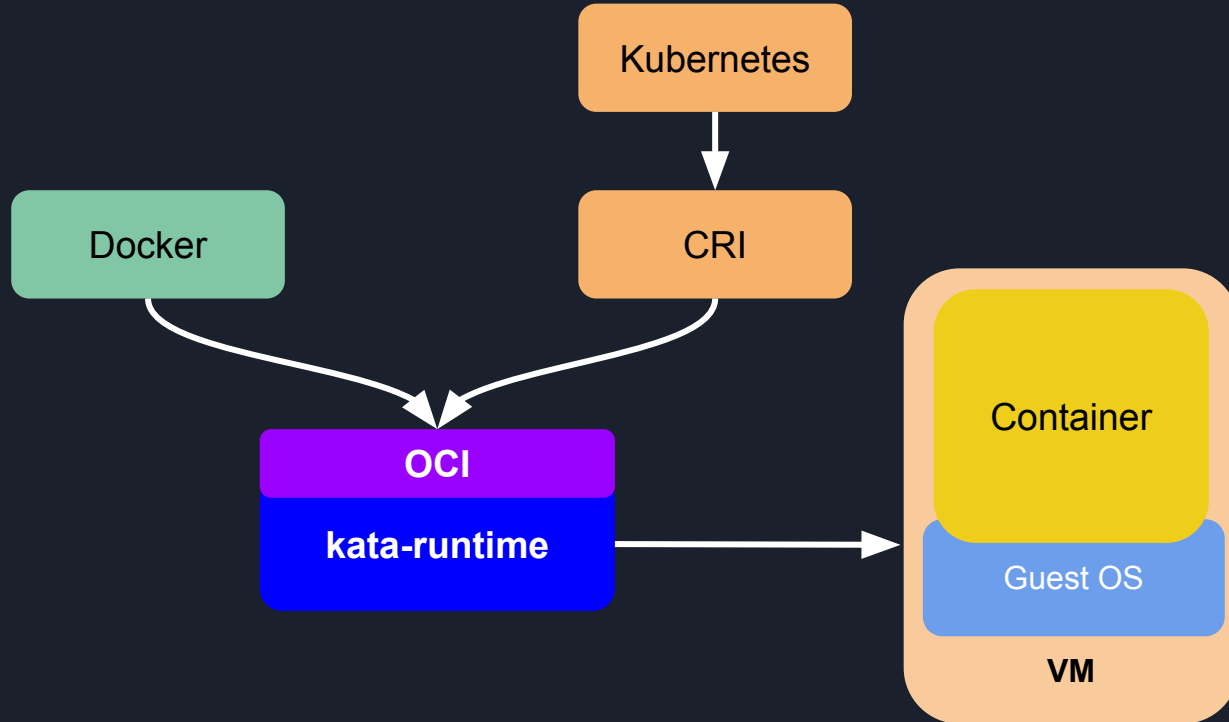 Kubernetes
Docker
CRI
Container
OCI
kata-runtime
Guest OS
VM